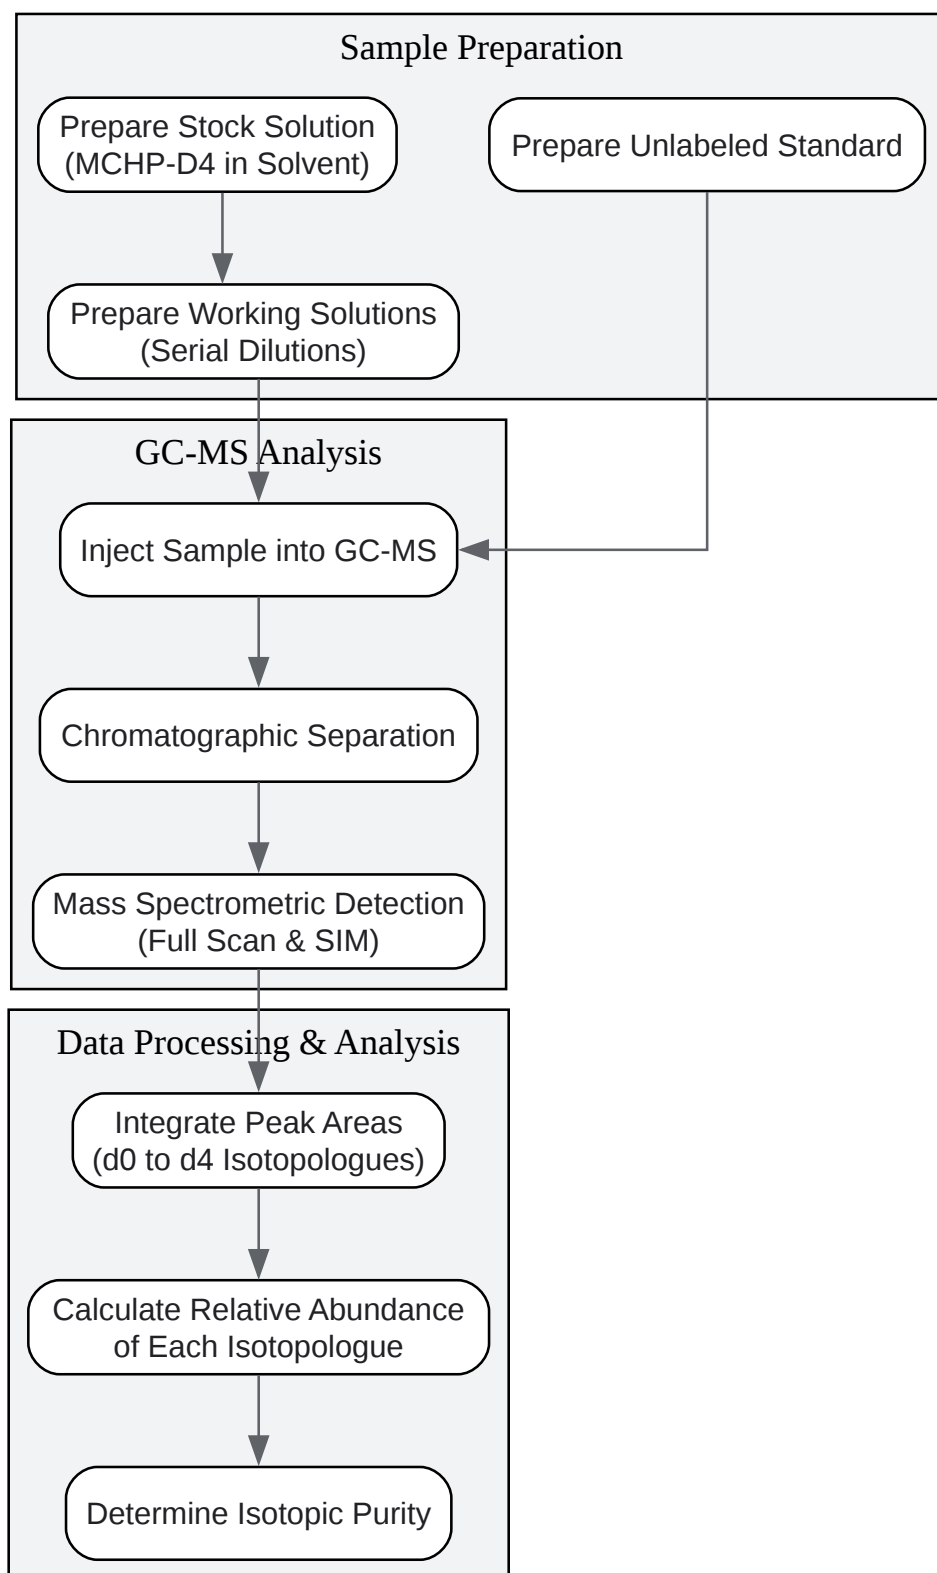 Sample Preparation
Prepare Stock Solution
(MCHP-D4 in Solvent)
Prepare Unlabeled Standard
Prepare Working Solutions
(Serial Dilutions)
GC-MS Analysis
Inject Sample into GC-MS
Chromatographic Separation
Mass Spectrometric Detection
(Full Scan & SIM)
Data Processing & Analysis
Integrate Peak Areas
(d0 to d4 Isotopologues)
Calculate Relative Abundance
of Each Isotopologue
Determine Isotopic Purity